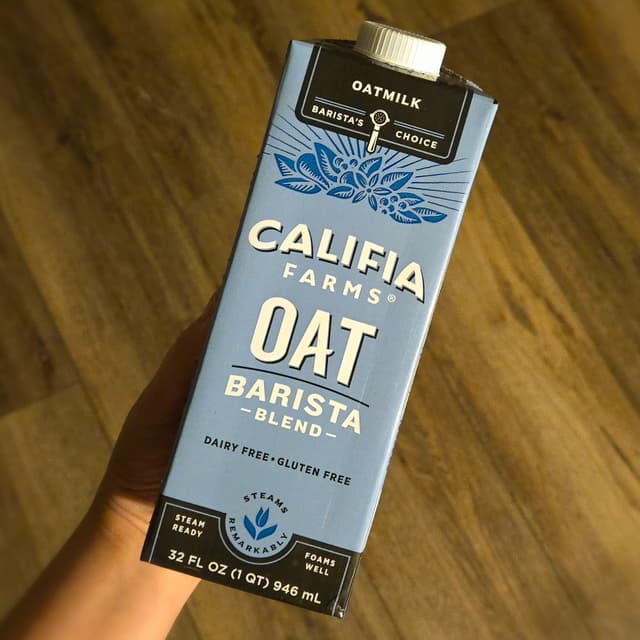 OATMILK
BARISTA'S CHOICE
CALIFIA
FARMS®
OAT
BARISTA
BLEND
DAIRY FREE • GLUTEN FREE
STEAMS
REMARKABLY
STEAM
READY
FOAMS
WELL
32 FL OZ (1 QT) 946 mL